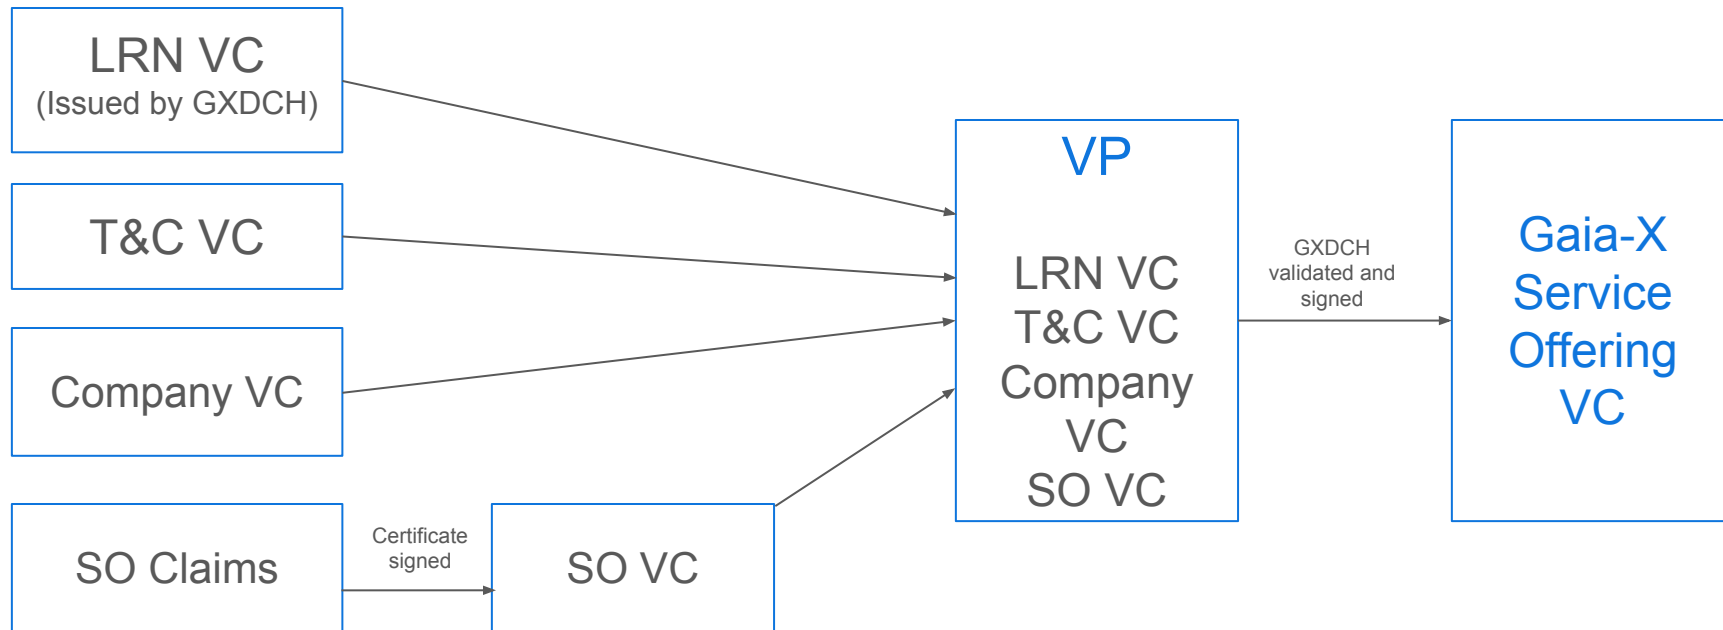 LRN VC
(Issued by GXDCH)
T&C VC
Company VC
SO Claims
Certificate
signed
SO VC
VP
LRN VC
T&C VC
Company
VC
SO VC
GXDCH
validated and
signed
Gaia-X
Service
Offering
VC